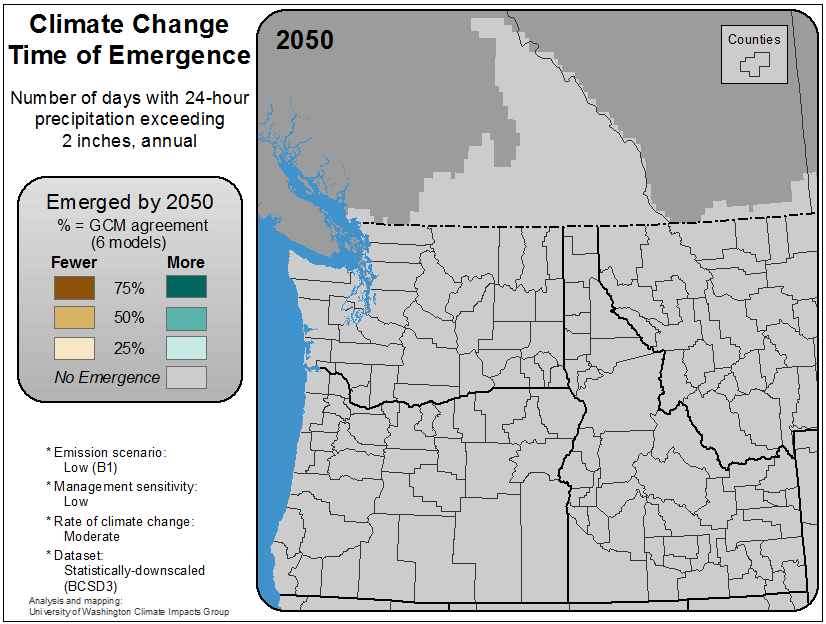 Climate Change
Time of Emergence
Number of days with 24-hour
precipitation exceeding
2 inches, annual
Emerged by 2050
% = GCM agreement
(6 models)
Fewer More
75%
50%
25%
No Emergence
* Emission scenario:
Low (B1)
* Management sensitivity:
Low
* Rate of climate change:
Moderate
* Dataset:
Statistically-downscaled
(BCSD3)
Analysis and mapping:
University of Washington Climate Impacts Group
2050
Counties